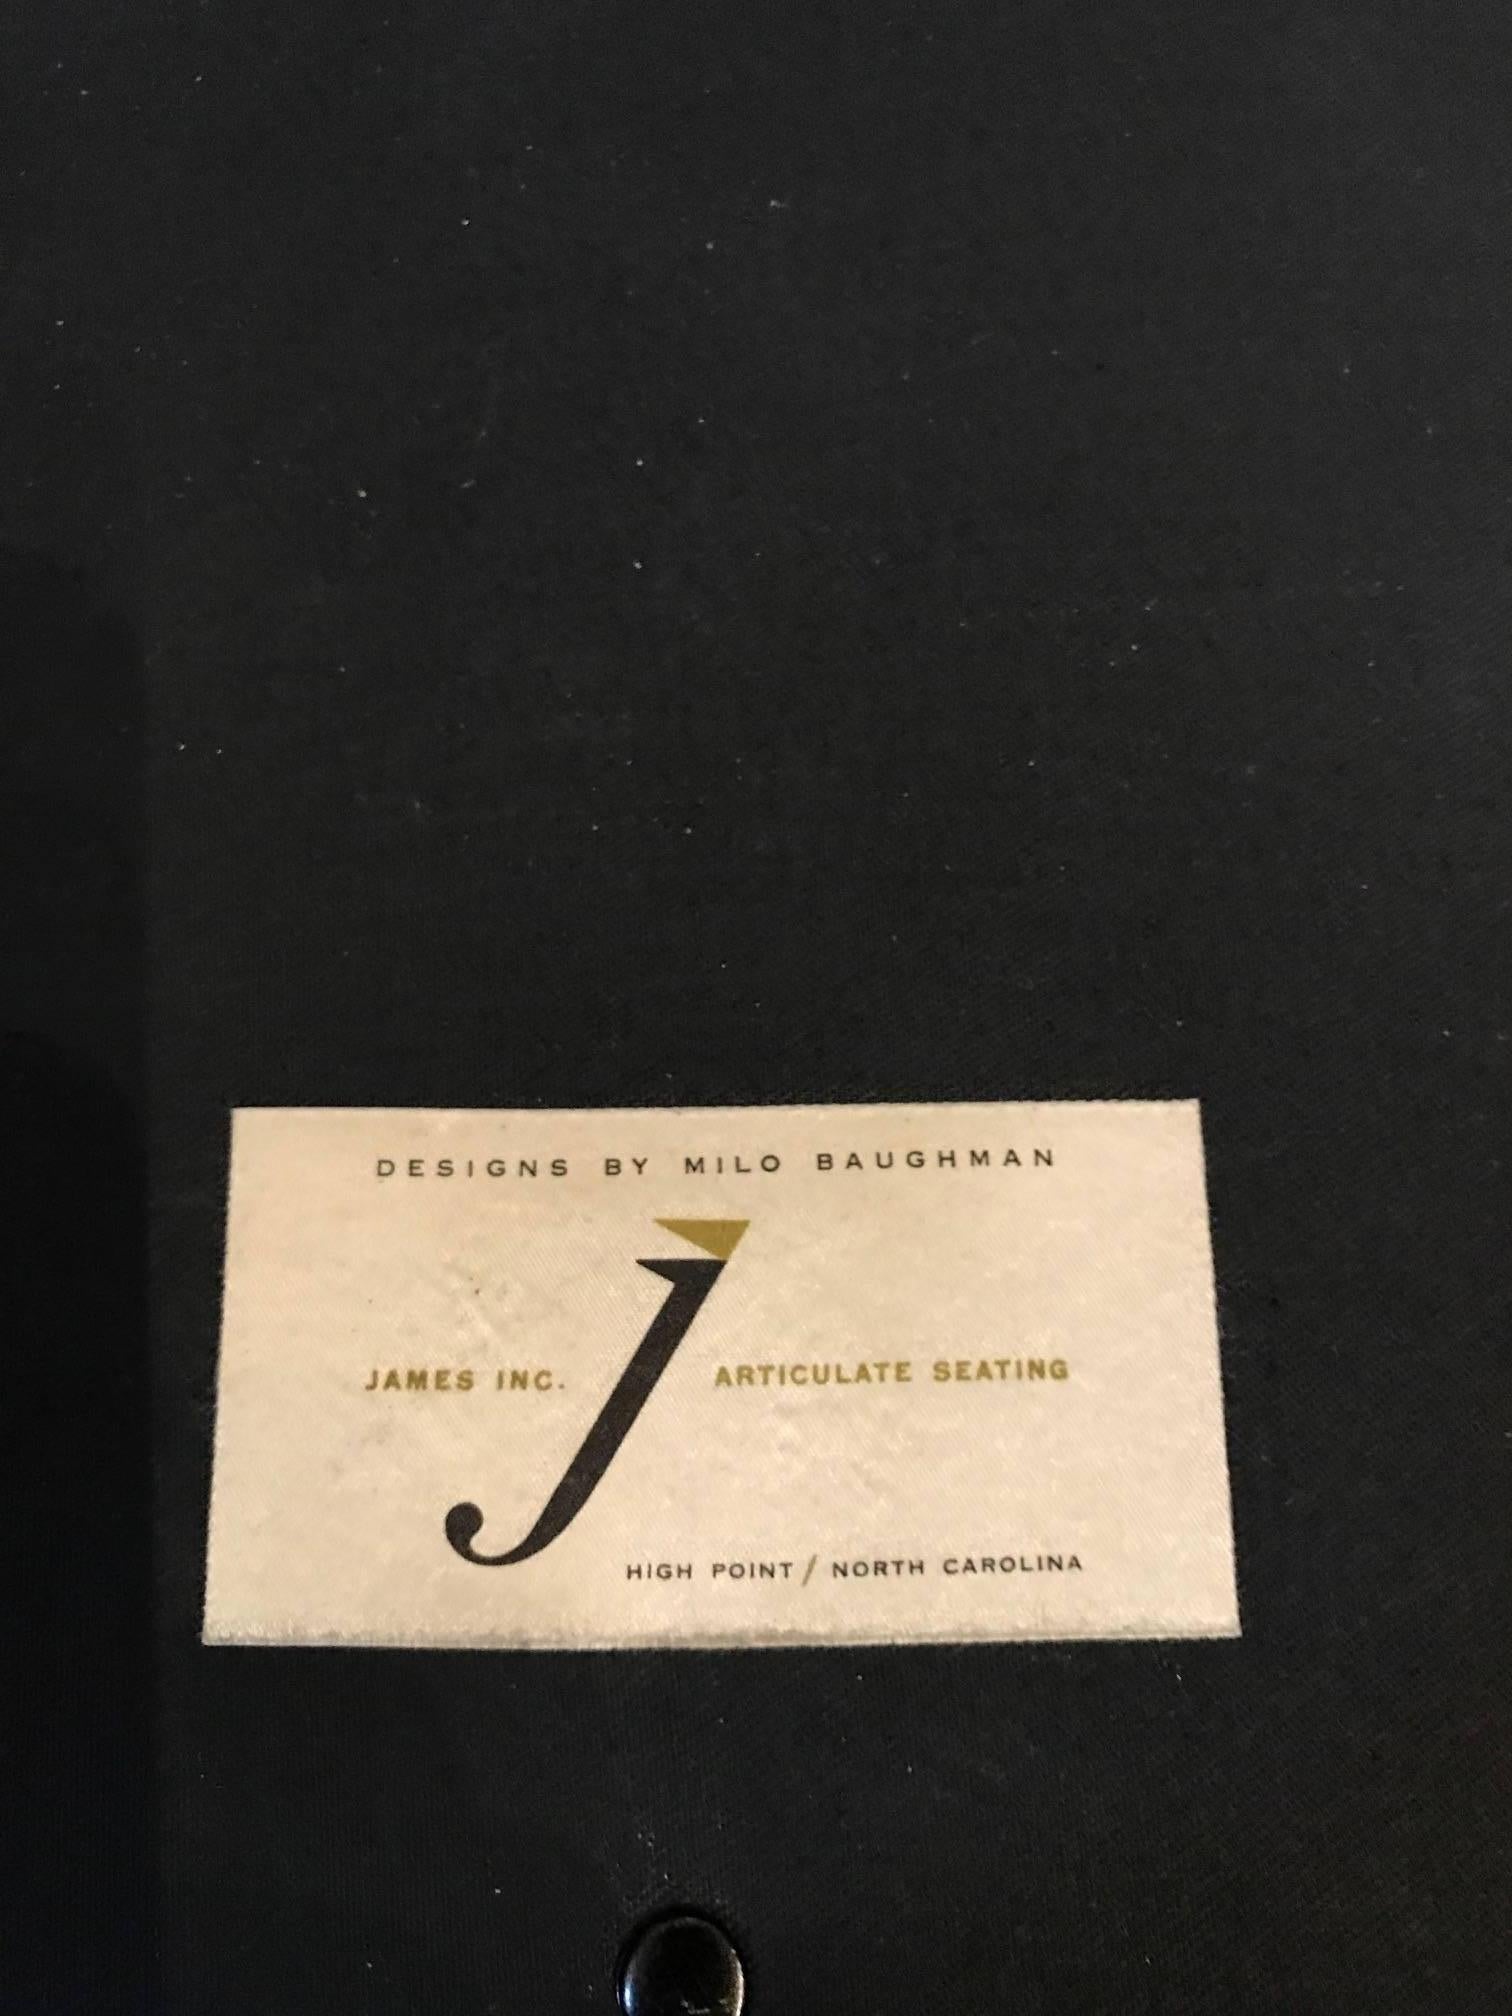 DESIGNS BY MILO BAUGHMAN
j
JAMES INC. ARTICULATE SEATING
HIGH POINT / NORTH CAROLINA